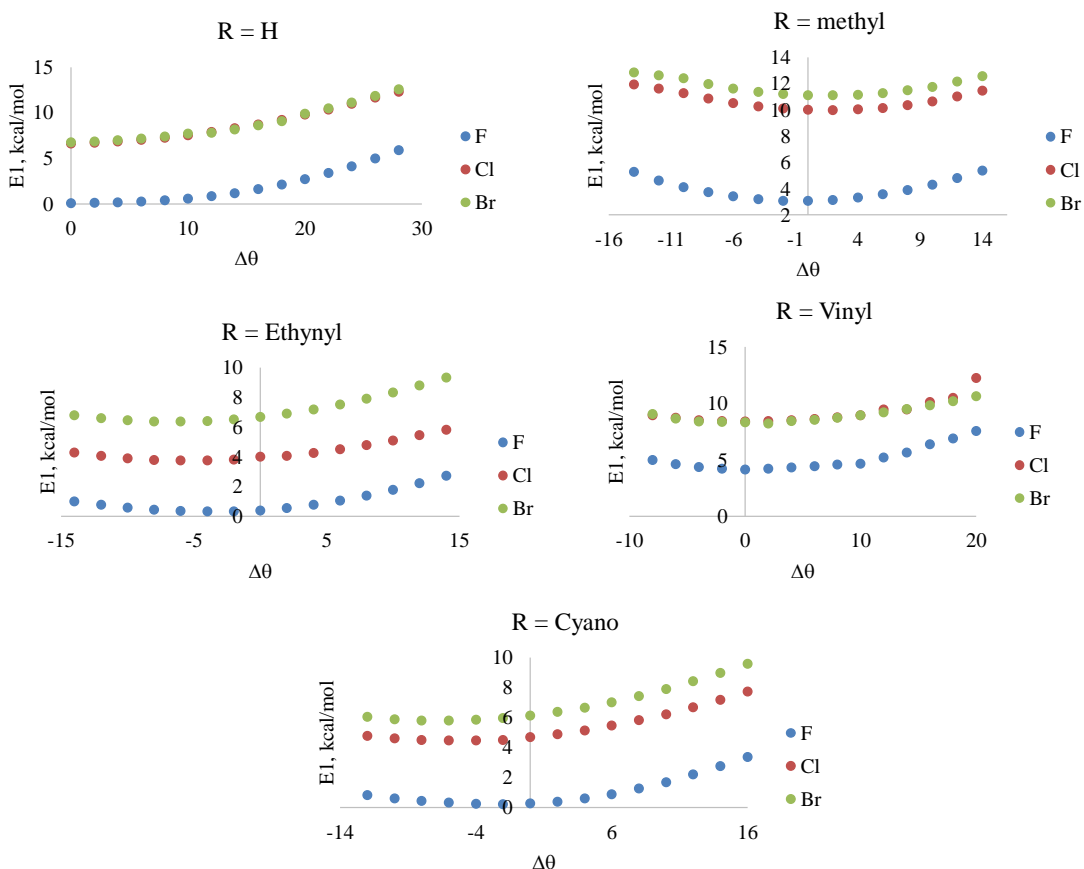 R = H
15
10
5
0
0
10
20
30
E1, kcal/mol
Δθ
F
Cl
Br
R = methyl
14
12
10
8
6
4
2
-16
-11
-6
-1
4
9
14
E1, kcal/mol
Δθ
F
Cl
Br
R = Ethynyl
10
8
6
4
2
0
-15
-5
5
15
E1, kcal/mol
Δθ
F
Cl
Br
R = Vinyl
15
10
5
0
-10
0
10
20
E1, kcal/mol
Δθ
F
Cl
Br
R = Cyano
10
8
6
4
2
0
-14
-4
6
16
E1, kcal/mol
Δθ
F
Cl
Br